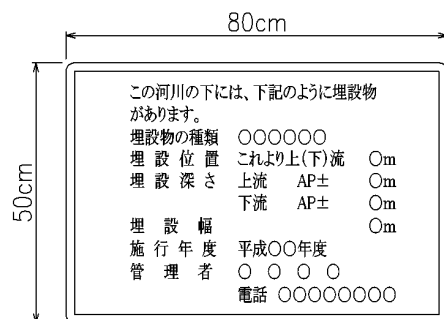 80cm
50cm
この河川の下には、下記のように埋設物
があります。
埋設物の種類 ○○○○○○
埋設位置 これより上(下)流 ○m
埋設深さ 上流 AP± ○m
下流 AP± ○m
埋設幅 ○m
施行年度 平成○○年度
管理者 ○○○○
電話 ○○○○○○○○